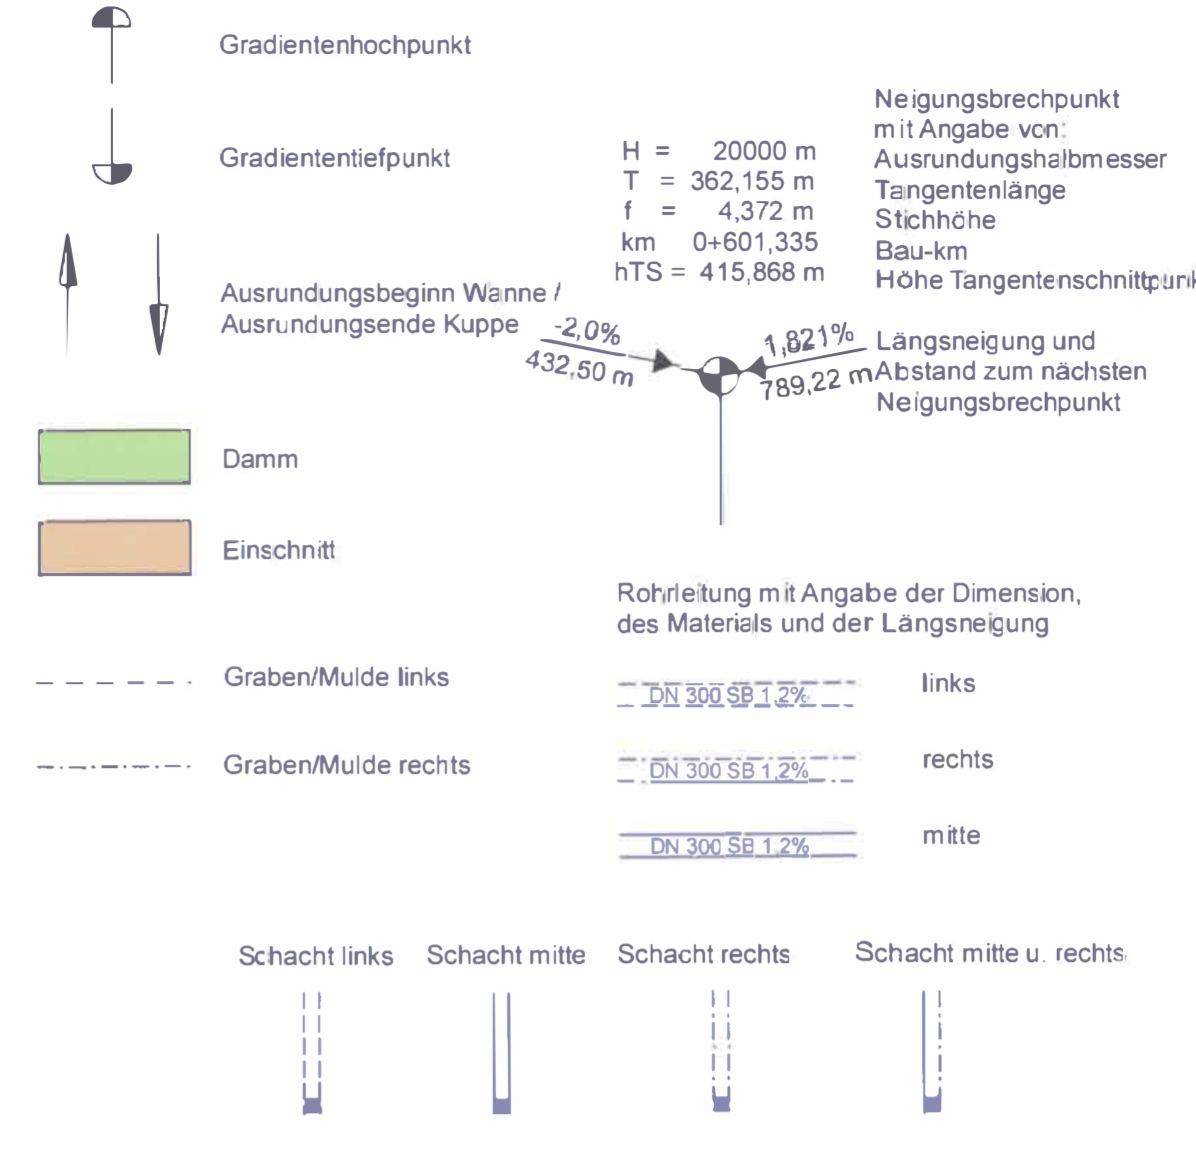 Gradientenhochpunkt
Gradiententiefpunkt
Ausrundungsbeginn Wanne /
Ausrundungsende Kuppe
H = 20000 m
T = 362,155 m
f = 4,372 m
km 0+601,335
hTS = 415,868 m
Neigungsbrechpunkt
mit Angabe von:
Ausrundungshalbmesser
Tangentenlänge
Stichhöhe
Bau-km
Höhe Tangentenschnittpunk
-2,0%
432,50 m
1,821%
789,22 m
Längsneigung und
Abstand zum nächsten
Neigungsbrechpunkt
Damm
Einschnitt
Graben/Mulde links
Graben/Mulde rechts
Rohrleitung mit Angabe der Dimension,
des Materials und der Längsneigung
DN 300 SB 1,2%
links
DN 300 SB 1,2%
rechts
DN 300 SB 1,2%
mitte
Schacht links
Schacht mitte
Schacht rechts
Schacht mitte u. rechts